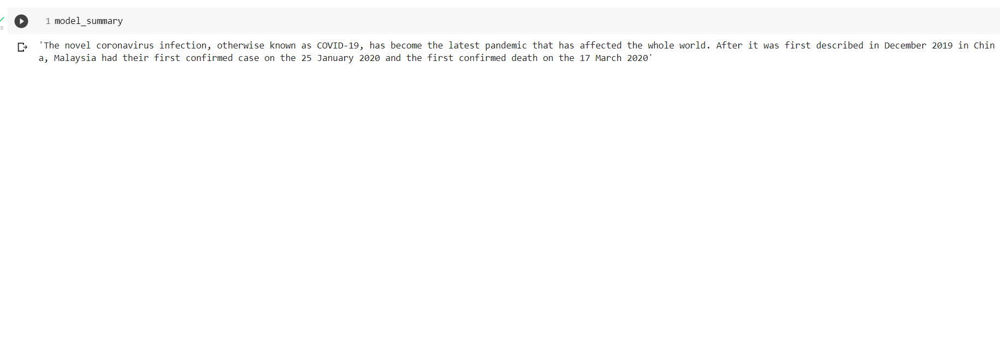 1 model_summary
s
'The novel coronavirus infection, otherwise known as COVID-19, has become the latest pandemic that has affected the whole world. After it was first described in December 2019 in Chin
a, Malaysia had their first confirmed case on the 25 January 2020 and the first confirmed death on the 17 March 2020'